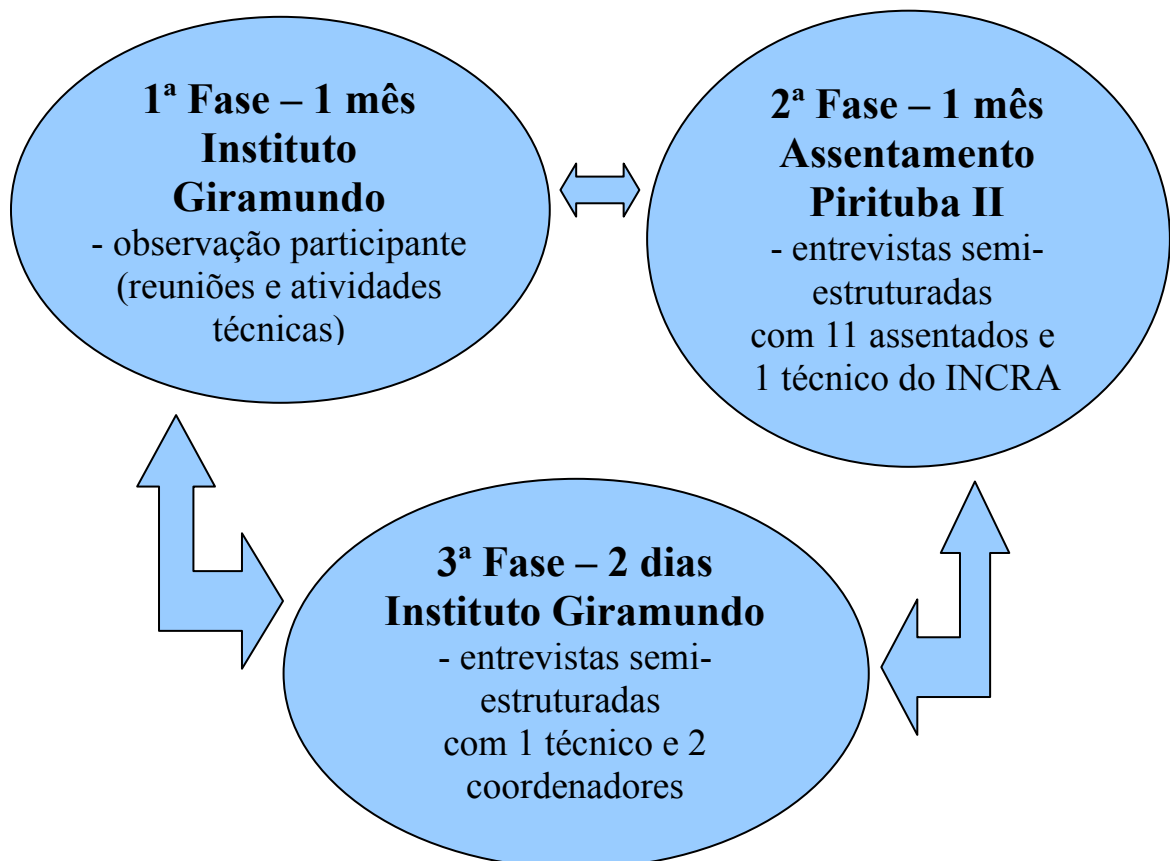 1ª Fase – 1 mês
Instituto
Giramundo
- observação participante
(reuniões e atividades
técnicas)
2ª Fase – 1 mês
Assentamento
Pirituba II
- entrevistas semi-
estruturadas
com 11 assentados e
1 técnico do INCRA
3ª Fase – 2 dias
Instituto Giramundo
- entrevistas semi-
estruturadas
com 1 técnico e 2
coordenadores